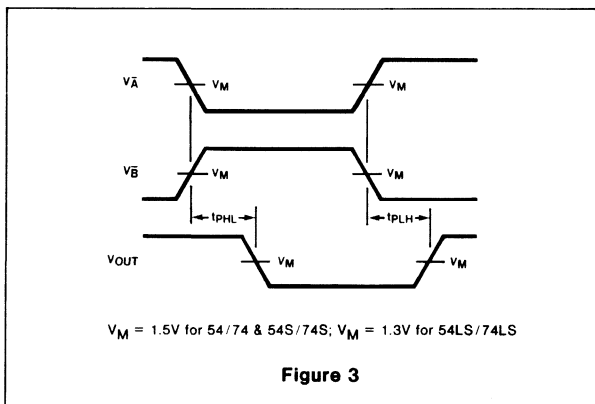 VA̅ VM VM
VB̅ VM VM
tPHL tPLH
VOUT VM VM
VM = 1.5V for 54/74 & 54S/74S; VM = 1.3V for 54LS/74LS
Figure 3